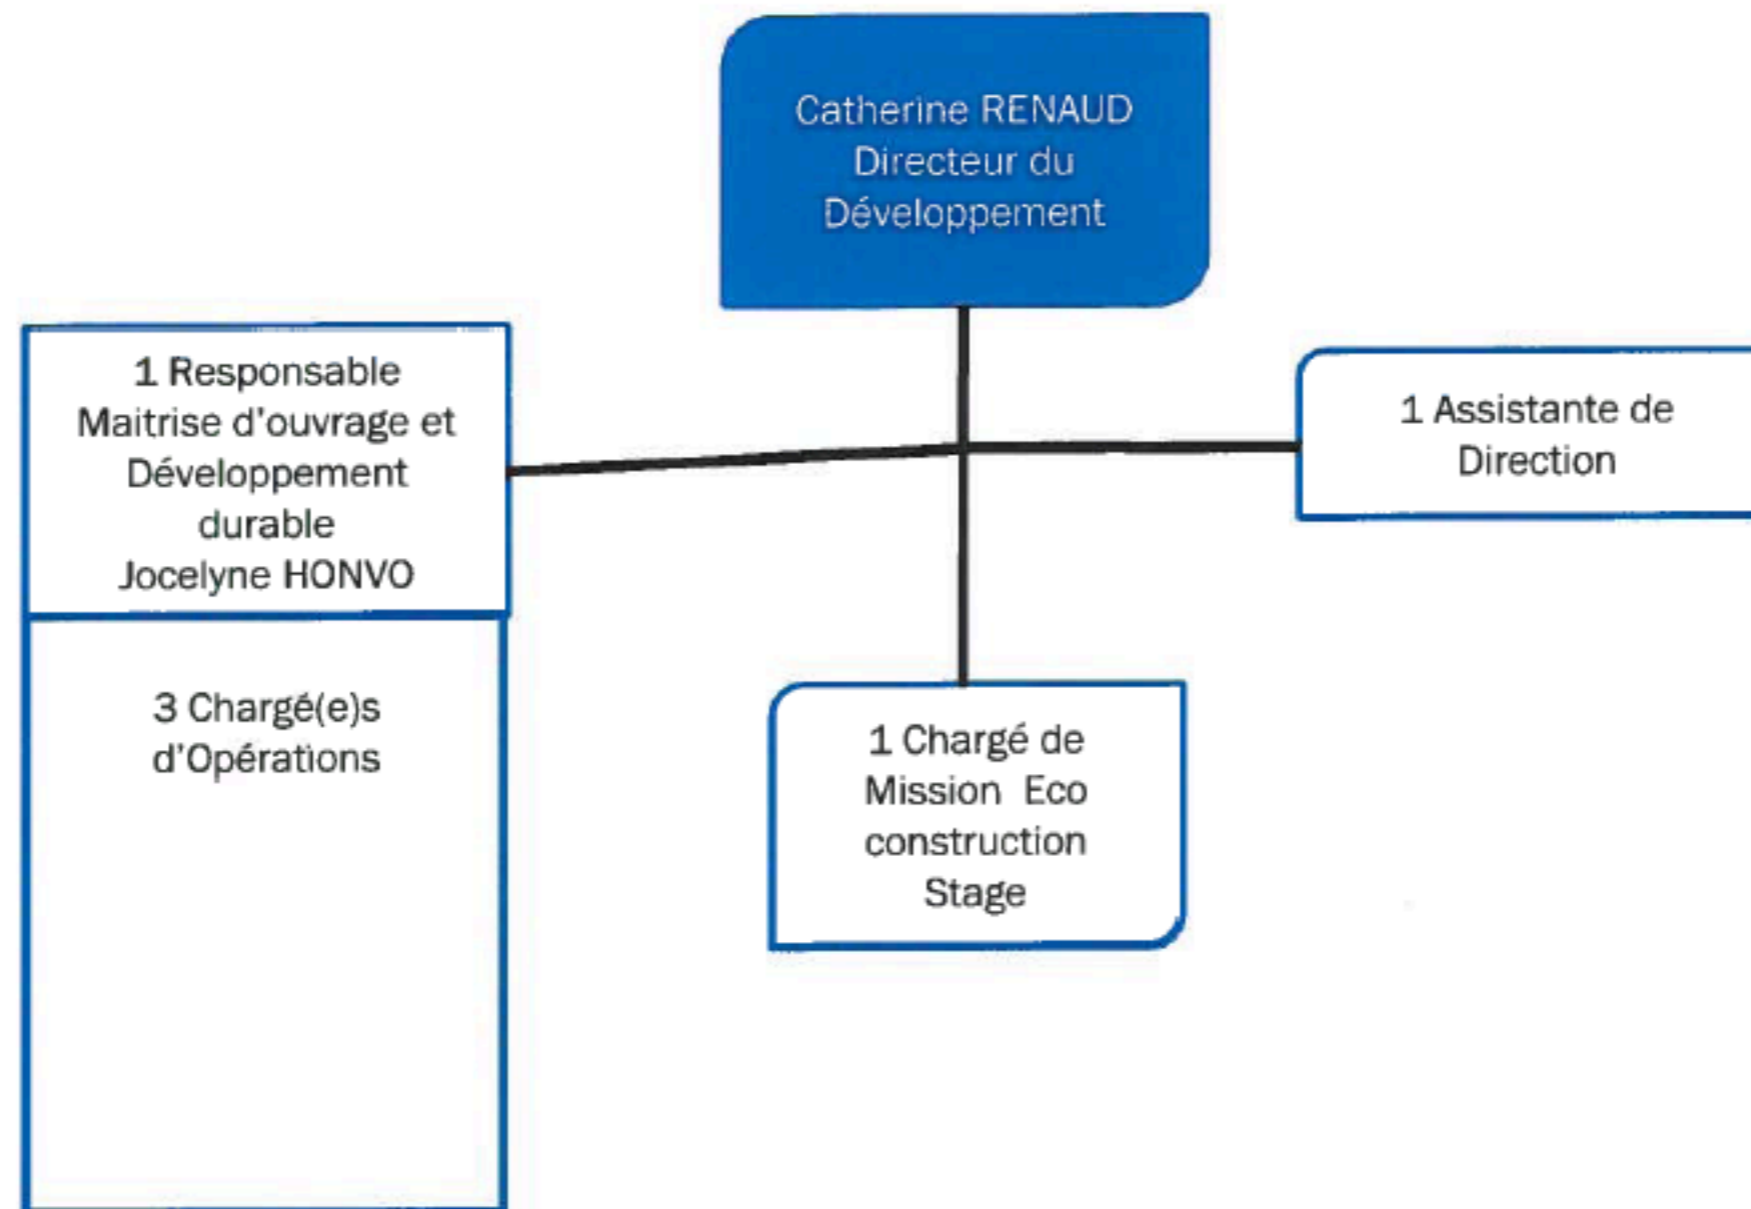 Catherine RENAUD
Directeur du
Développement
1 Responsable
Maitrise d'ouvrage et
Développement
durable
Jocelyne HONVO
1 Assistante de
Direction
3 Chargé(e)s
d'Opérations
1 Chargé de
Mission Eco
construction
Stage